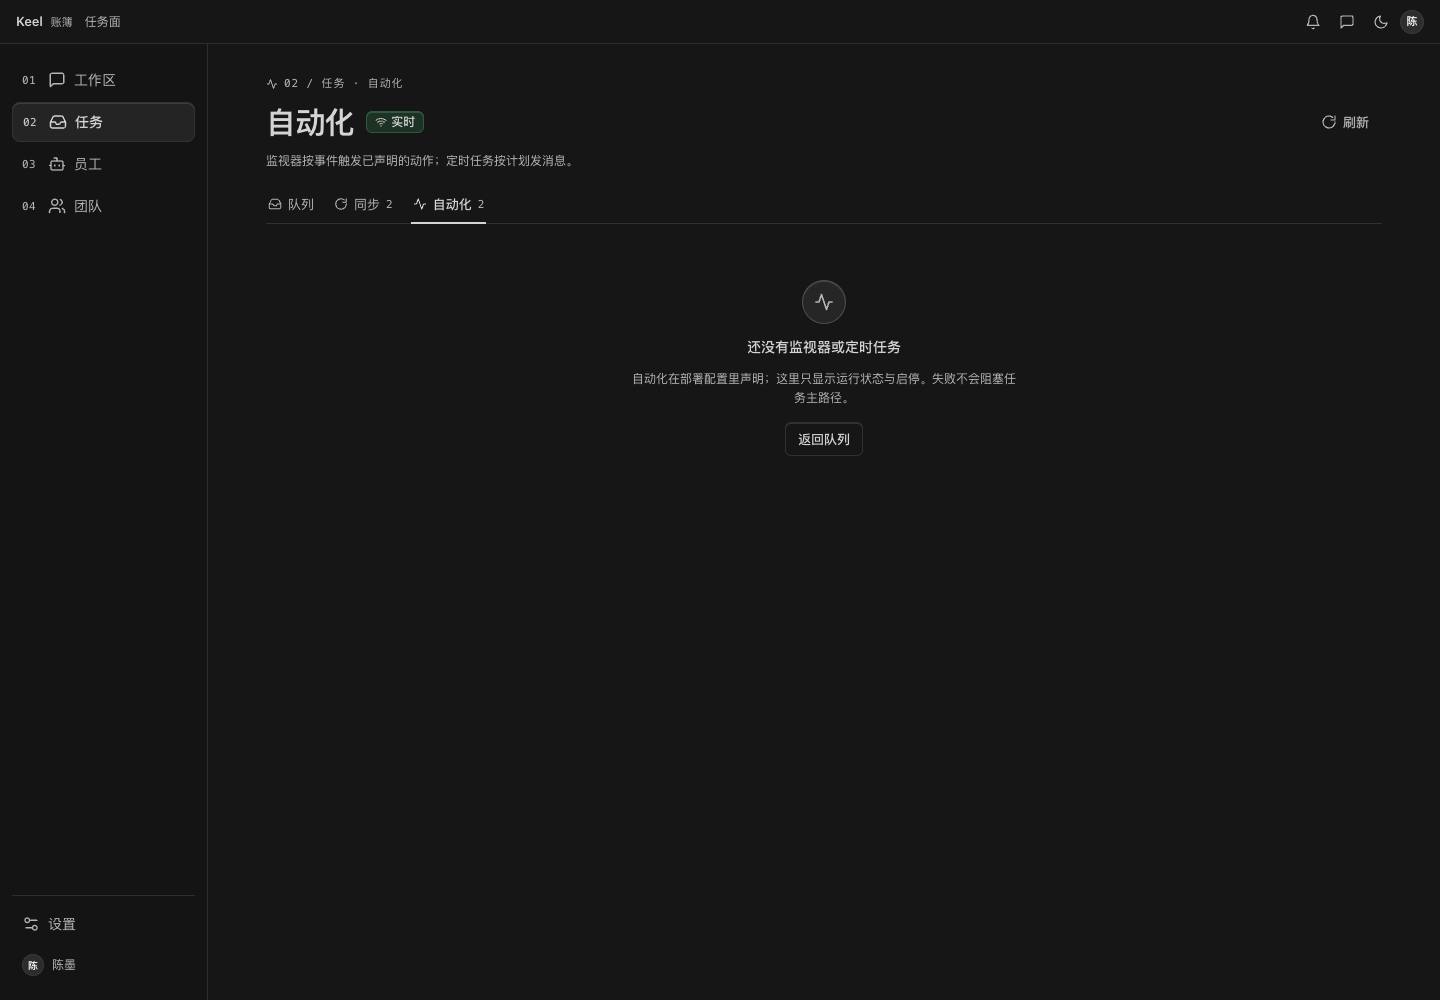 Keel 账簿 任务面
陈
01 工作区
02 任务
03 员工
04 团队
02 / 任务 · 自动化
自动化 实时
刷新
监视器按事件触发已声明的动作；定时任务按计划发消息。
队列 同步 2 自动化 2
还没有监视器或定时任务
自动化在部署配置里声明；这里只显示运行状态与启停。失败不会阻塞任
务主路径。
返回队列
设置
陈 陈墨